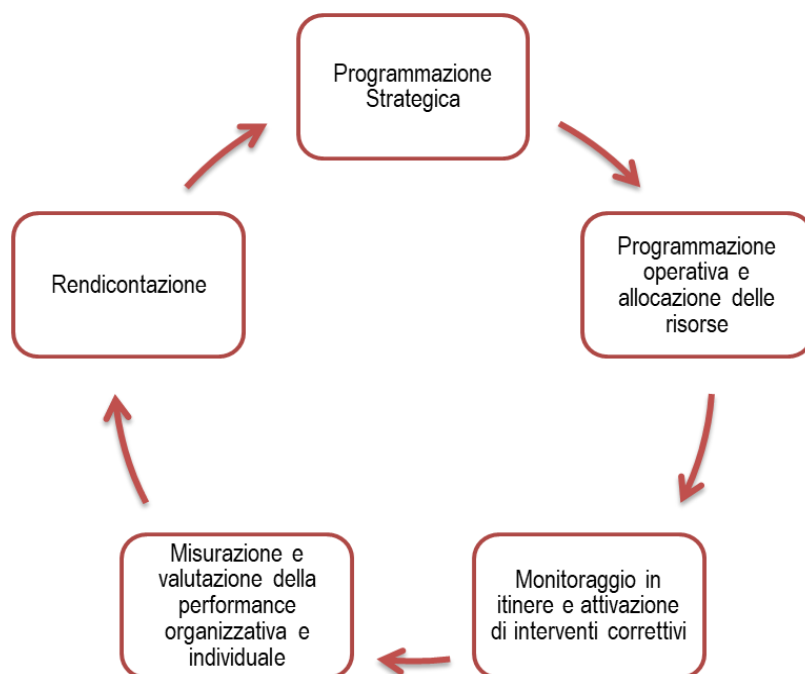 Programmazione
Strategica
Programmazione
operativa e
allocazione delle
risorse
Monitoraggio in
itinere e attivazione
di interventi correttivi
Misurazione e
valutazione della
performance
organizzativa e
individuale
Rendicontazione